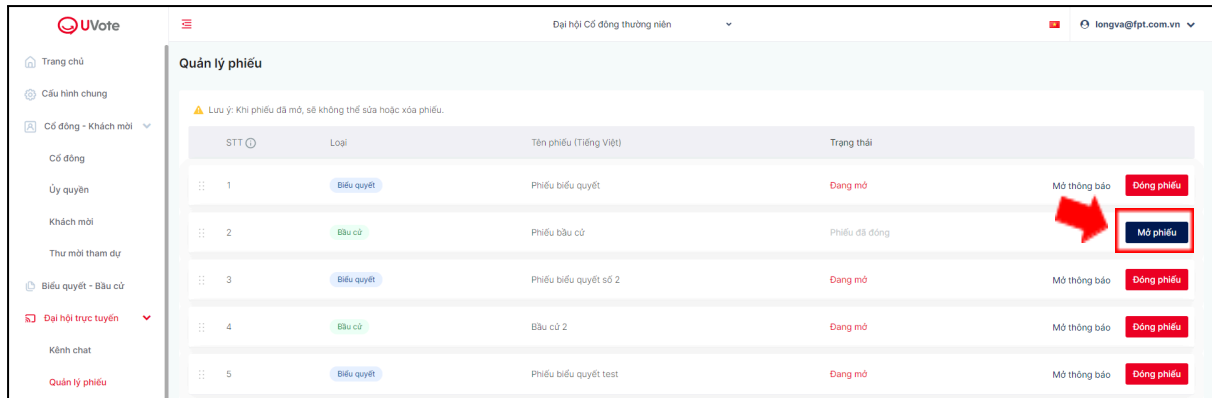 UVote
Đại hội Cổ đông thường niên
longva@fpt.com.vn
Trang chủ
Cấu hình chung
Cổ đông - Khách mời
Cổ đông
Ủy quyền
Khách mời
Thư mời tham dự
Biểu quyết - Bầu cử
Đại hội trực tuyến
Kênh chat
Quản lý phiếu
Quản lý phiếu
Lưu ý: Khi phiếu đã mở, sẽ không thể sửa hoặc xóa phiếu.
STT Loại Tên phiếu (Tiếng Việt) Trạng thái
1 Biểu quyết Phiếu biểu quyết Đang mở Mở thông báo Đóng phiếu
2 Bầu cử Phiếu bầu cử Phiếu đã đóng Mở phiếu
3 Biểu quyết Phiếu biểu quyết số 2 Đang mở Mở thông báo Đóng phiếu
4 Bầu cử Bầu cử 2 Đang mở Mở thông báo Đóng phiếu
5 Biểu quyết Phiếu biểu quyết test Đang mở Mở thông báo Đóng phiếu